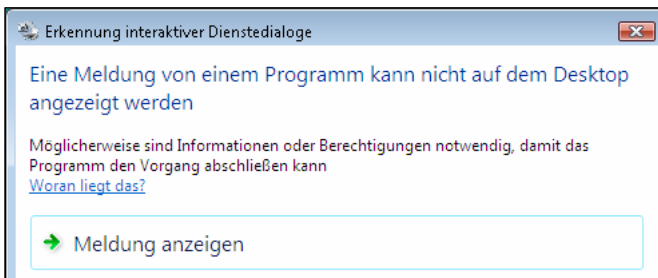 Erkennung interaktiver Dienstedialoge
Eine Meldung von einem Programm kann nicht auf dem Desktop
angezeigt werden
Möglicherweise sind Informationen oder Berechtigungen notwendig, damit das
Programm den Vorgang abschließen kann
Woran liegt das?
Meldung anzeigen